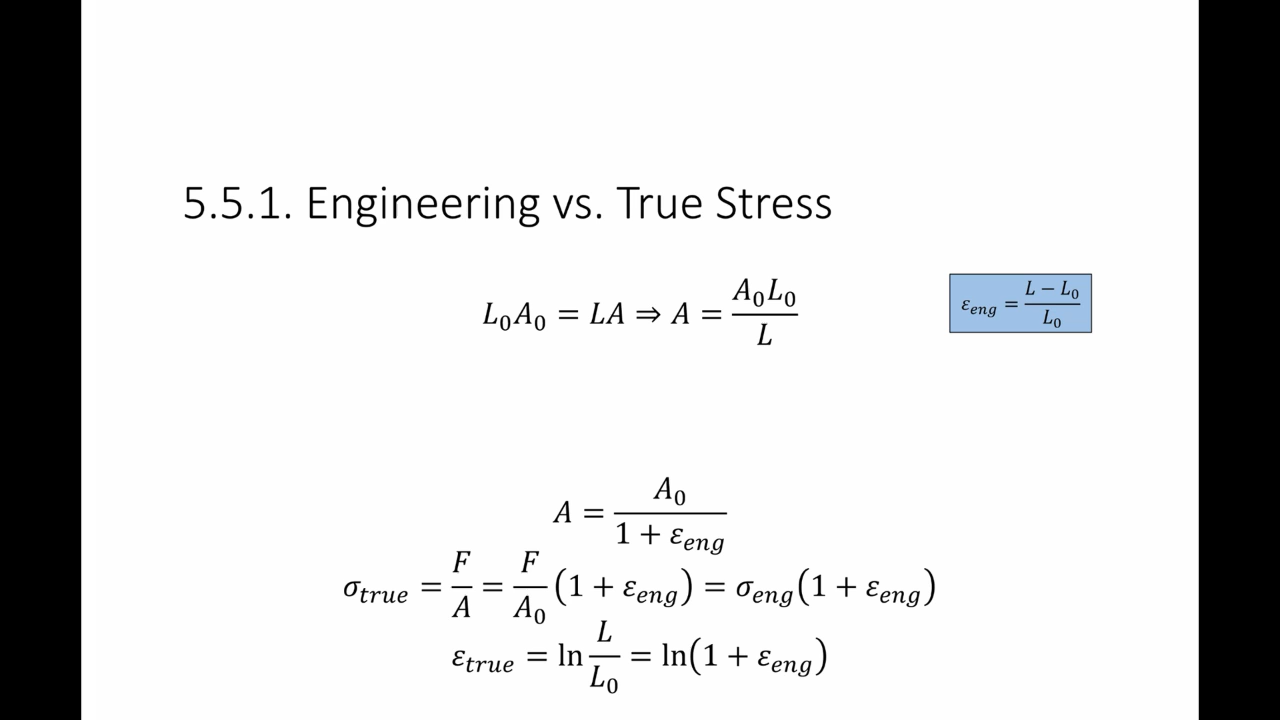 5.5.1. Engineering vs. True Stress
L₀A₀ = LA ⇒ A = A₀L₀ / L
ε_eng = (L − L₀) / L₀
A = A₀ / (1 + ε_eng)
σ_true = F/A = F/A₀ (1 + ε_eng) = σ_eng(1 + ε_eng)
ε_true = ln L/L₀ = ln(1 + ε_eng)